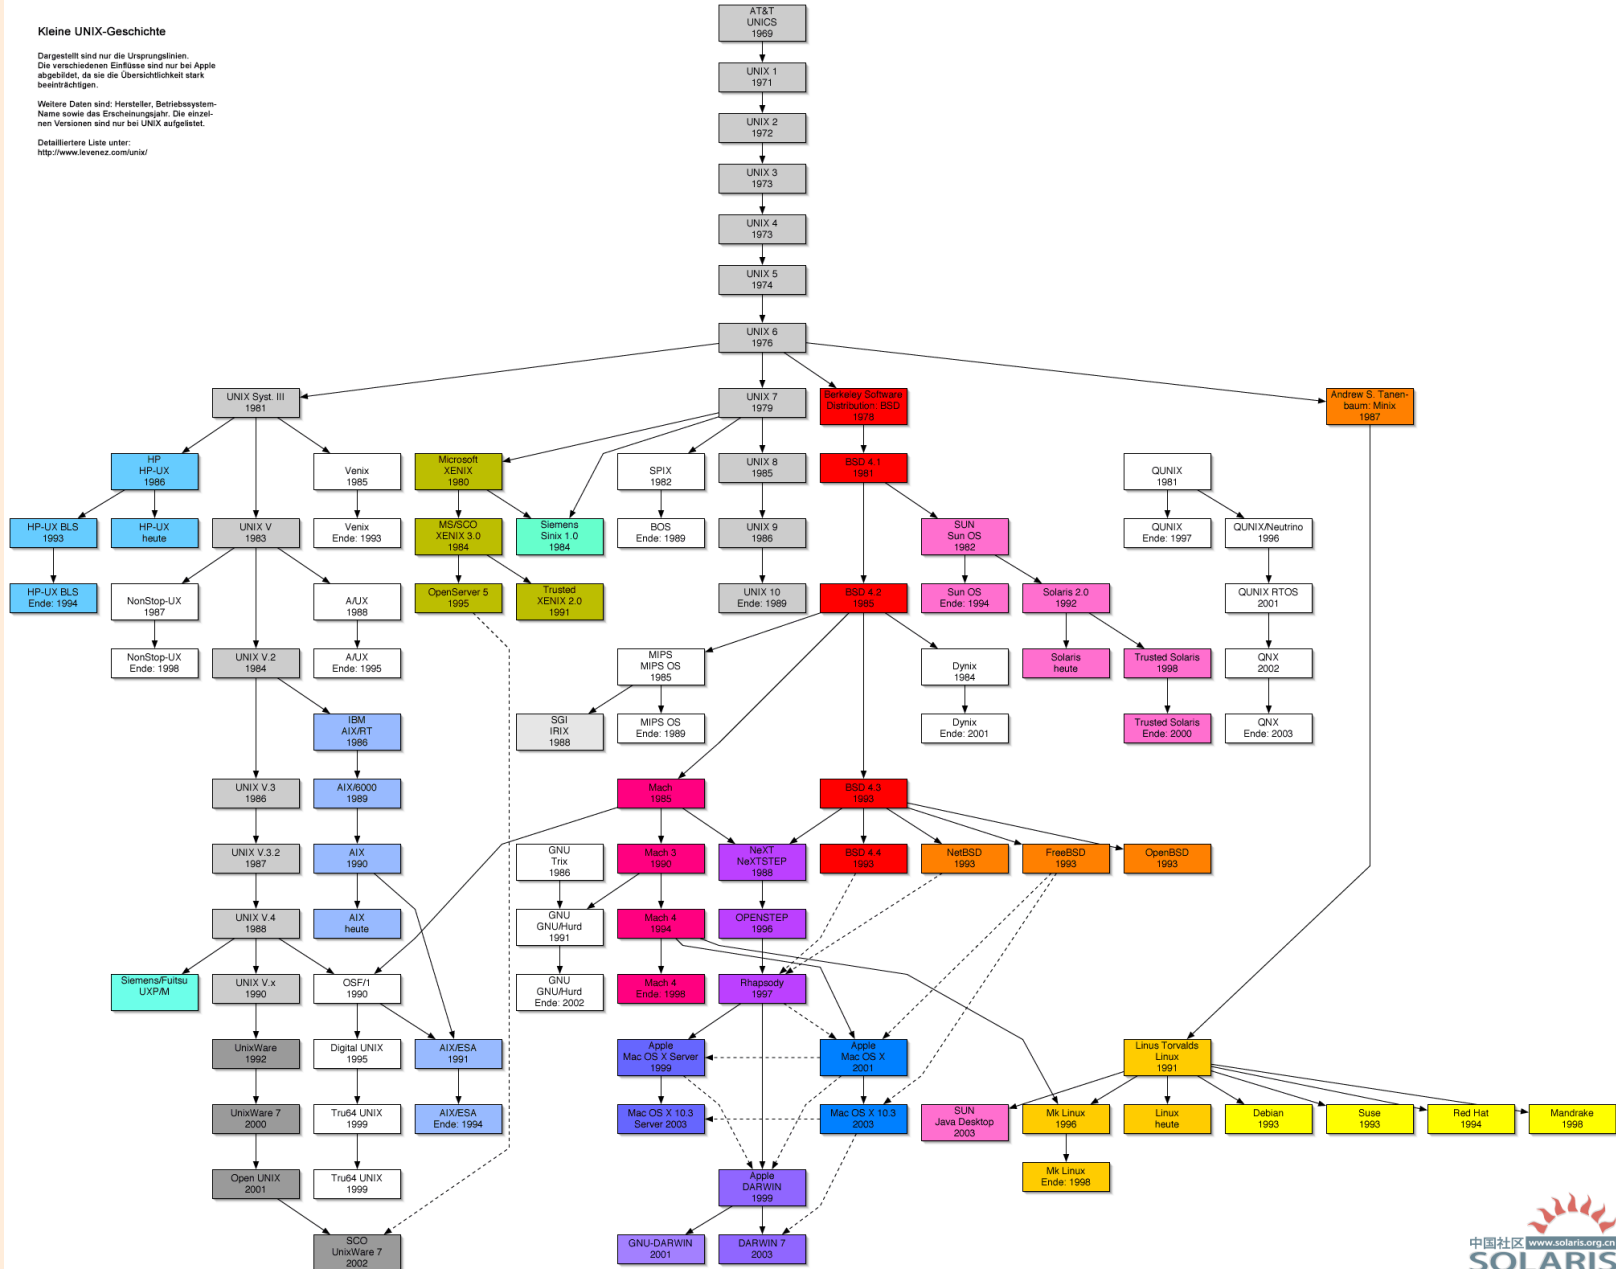 Kleine UNIX-Geschichte
Dargestellt sind nur die Ursprungslinien.
Die verschiedenen Einflüsse sind nur bei Apple
abgebildet, da sie die Übersichtlichkeit stark
beeinträchtigen.
Weitere Daten sind: Hersteller, Betriebssystem-
Name sowie das Erscheinungsjahr. Die einzel-
nen Versionen sind nur bei UNIX aufgelistet.
Detailliertere Liste unter:
http://www.levenez.com/unix/
AT&T
UNICS
1969
UNIX 1
1971
UNIX 2
1972
UNIX 3
1973
UNIX 4
1973
UNIX 5
1974
UNIX 6
1976
UNIX Syst. III
1981
UNIX 7
1979
Berkeley Software
Distribution: BSD
1978
Andrew S. Tanen-
baum: Minix
1987
HP
HP-UX
1986
Venix
1985
Microsoft
XENIX
1980
SPIX
1982
UNIX 8
1985
BSD 4.1
1981
QUNIX
1981
HP-UX BLS
1993
HP-UX
heute
UNIX V
1983
Venix
Ende: 1993
MS/SCO
XENIX 3.0
1984
Siemens
Sinix 1.0
1984
BOS
Ende: 1989
UNIX 9
1986
SUN
Sun OS
1982
QUNIX
Ende: 1997
QUNIX/Neutrino
1996
HP-UX BLS
Ende: 1994
NonStop-UX
1987
A/UX
1988
OpenServer 5
1995
Trusted
XENIX 2.0
1991
UNIX 10
Ende: 1989
BSD 4.2
1985
Sun OS
Ende: 1994
Solaris 2.0
1992
QUNIX RTOS
2001
NonStop-UX
Ende: 1998
UNIX V.2
1984
A/UX
Ende: 1995
MIPS
MIPS OS
1985
Dynix
1984
Solaris
heute
Trusted Solaris
1998
QNX
2002
IBM
AIX/RT
1986
SGI
IRIX
1988
MIPS OS
Ende: 1989
Dynix
Ende: 2001
Trusted Solaris
Ende: 2000
QNX
Ende: 2003
UNIX V.3
1986
AIX/6000
1989
Mach
1985
BSD 4.3
1993
UNIX V.3.2
1987
AIX
1990
GNU
Trix
1986
Mach 3
1990
NeXT
NeXTSTEP
1988
BSD 4.4
1993
NetBSD
1993
FreeBSD
1993
OpenBSD
1993
UNIX V.4
1988
AIX
heute
GNU
GNU/Hurd
1991
Mach 4
1994
OPENSTEP
1996
Siemens/Fuitsu
UXP/M
UNIX V.x
1990
OSF/1
1990
GNU
GNU/Hurd
Ende: 2002
Mach 4
Ende: 1998
Rhapsody
1997
UnixWare
1992
Digital UNIX
1995
AIX/ESA
1991
Apple
Mac OS X Server
1999
Apple
Mac OS X
2001
Linus Torvalds
Linux
1991
UnixWare 7
2000
Tru64 UNIX
1999
AIX/ESA
Ende: 1994
Mac OS X 10.3
Server 2003
Mac OS X 10.3
2003
SUN
Java Desktop
2003
Mk Linux
1996
Linux
heute
Debian
1993
Suse
1993
Red Hat
1994
Mandrake
1998
Open UNIX
2001
Tru64 UNIX
1999
Apple
DARWIN
1999
Mk Linux
Ende: 1998
SCO
UnixWare 7
2002
GNU-DARWIN
2001
DARWIN 7
2003
中国社区 www.solaris.org.cn
SOLARIS